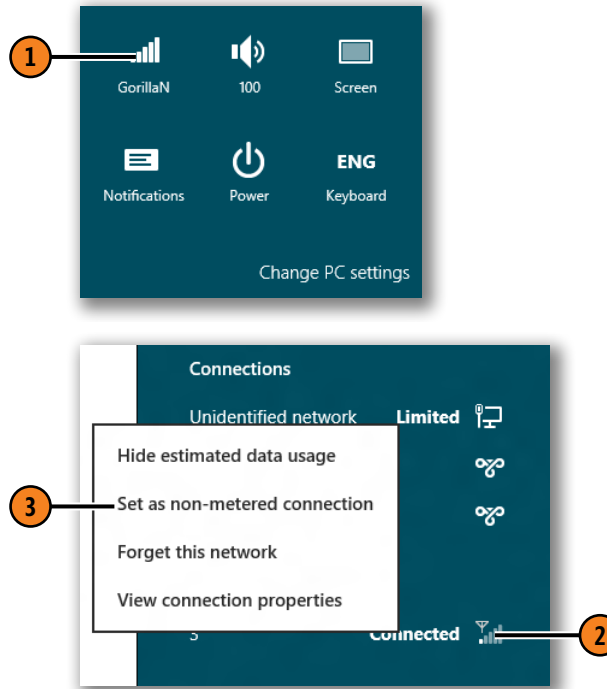 1
GorillaN 100 Screen
ENG
Notifications Power Keyboard
Change PC settings
Connections
Unidentified network Limited
Hide estimated data usage
3
Set as non-metered connection
Forget this network
View connection properties
3 Connected
2